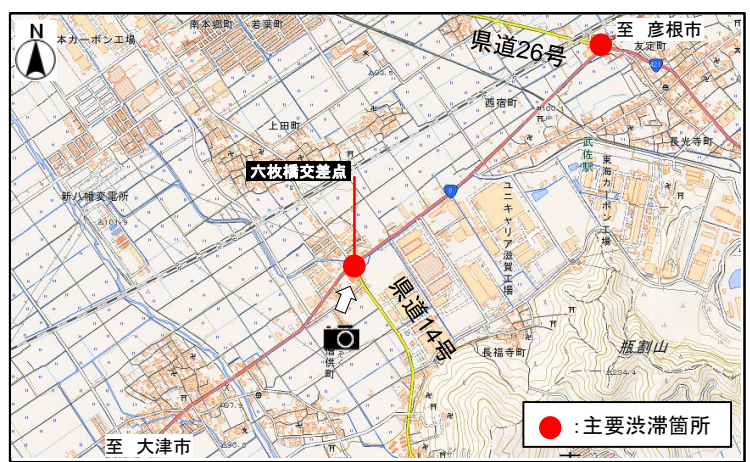 N
南本郷町
若葉町
本カーボン工場
県道26号
至 彦根市
友定町
421
西宿町
上田町
長光寺町
武佐駅
六枚橋交差点
東海カーボン工場
新八幡変電所
8
ユニキャリア滋賀工場
県道14号
瓶割山
234.4
長福寺町
至 大津市
:主要渋滞箇所